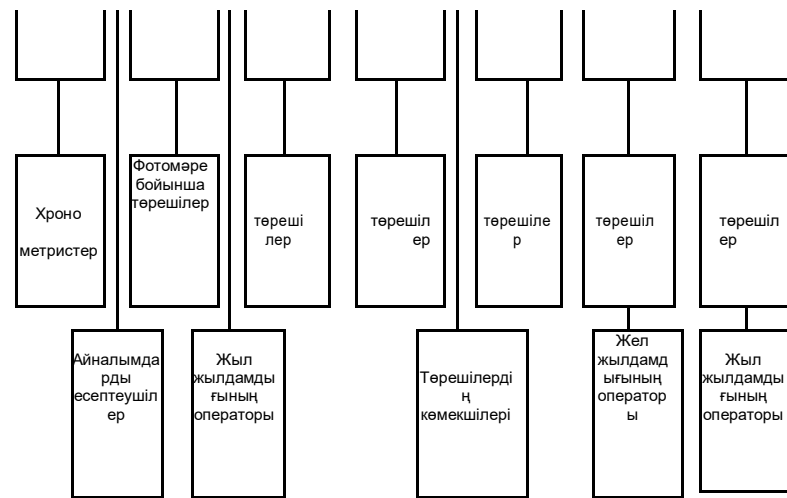 Хроно
метристер
Фотомәре
бойынша
төрешілер
төреші
лер
төрешіл
ер
төрешіле
р
төрешіл
ер
төрешіл
ер
Айналымда
рды
есептеушіл
ер
Жыл
жылдамды
ғының
операторы
Төрешілерді
ң
көмекшілері
Жел
жылдамд
ығының
оператор
ы
Жыл
жылдамды
ғының
операторы